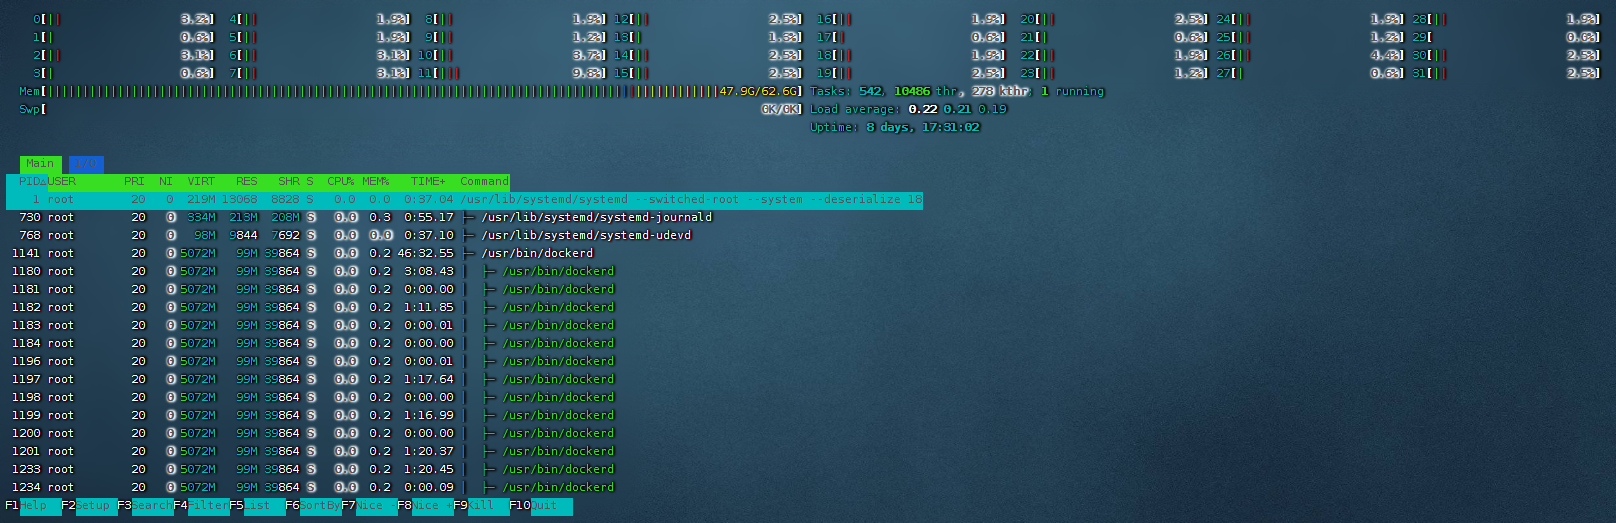 0[|| 3.2%] 4[|| 1.9%] 8[|| 1.9%] 12[|| 2.5%] 16[|| 1.9%] 20[|| 2.5%] 24[|| 1.9%] 28[|| 1.9%]
1[| 0.6%] 5[|| 1.9%] 9[|| 1.2%] 13[| 1.3%] 17[| 0.6%] 21[| 0.6%] 25[|| 1.2%] 29[ 0.0%]
2[|| 3.1%] 6[|| 3.1%] 10[|| 3.7%] 14[|| 2.5%] 18[|| 1.9%] 22[|| 1.9%] 26[|| 4.4%] 30[|| 2.5%]
3[| 0.6%] 7[|| 3.1%] 11[||| 9.8%] 15[|| 2.5%] 19[|| 2.5%] 23[|| 1.2%] 27[| 0.6%] 31[|| 2.5%]
Mem[47.9G/62.6G] Tasks: 542, 10486 thr, 278 kthr; 1 running
Swp[ 0K/0K] Load average: 0.22 0.21 0.19
Uptime: 8 days, 17:31:02
Main I/O
PID△USER PRI NI VIRT RES SHR S CPU% MEM% TIME+ Command
1 root 20 0 219M 13068 8828 S 0.0 0.0 0:37.04 /usr/lib/systemd/systemd --switched-root --system --deserialize 18
730 root 20 0 334M 213M 208M S 0.0 0.3 0:55.17 ├─ /usr/lib/systemd/systemd-journald
768 root 20 0 98M 9844 7692 S 0.0 0.0 0:37.10 ├─ /usr/lib/systemd/systemd-udevd
1141 root 20 0 5072M 99M 39864 S 0.0 0.2 46:32.55 ├─ /usr/bin/dockerd
1180 root 20 0 5072M 99M 39864 S 0.0 0.2 3:08.43 │ ├─ /usr/bin/dockerd
1181 root 20 0 5072M 99M 39864 S 0.0 0.2 0:00.00 │ ├─ /usr/bin/dockerd
1182 root 20 0 5072M 99M 39864 S 0.0 0.2 1:11.85 │ ├─ /usr/bin/dockerd
1183 root 20 0 5072M 99M 39864 S 0.0 0.2 0:00.01 │ ├─ /usr/bin/dockerd
1184 root 20 0 5072M 99M 39864 S 0.0 0.2 0:00.00 │ ├─ /usr/bin/dockerd
1196 root 20 0 5072M 99M 39864 S 0.0 0.2 0:00.01 │ ├─ /usr/bin/dockerd
1197 root 20 0 5072M 99M 39864 S 0.0 0.2 1:17.64 │ ├─ /usr/bin/dockerd
1198 root 20 0 5072M 99M 39864 S 0.0 0.2 0:00.00 │ ├─ /usr/bin/dockerd
1199 root 20 0 5072M 99M 39864 S 0.0 0.2 1:16.99 │ ├─ /usr/bin/dockerd
1200 root 20 0 5072M 99M 39864 S 0.0 0.2 0:00.00 │ ├─ /usr/bin/dockerd
1201 root 20 0 5072M 99M 39864 S 0.0 0.2 1:20.37 │ ├─ /usr/bin/dockerd
1233 root 20 0 5072M 99M 39864 S 0.0 0.2 1:20.45 │ ├─ /usr/bin/dockerd
1234 root 20 0 5072M 99M 39864 S 0.0 0.2 0:00.09 │ ├─ /usr/bin/dockerd
F1Help F2Setup F3SearchF4FilterF5List F6SortByF7Nice -F8Nice +F9Kill F10Quit